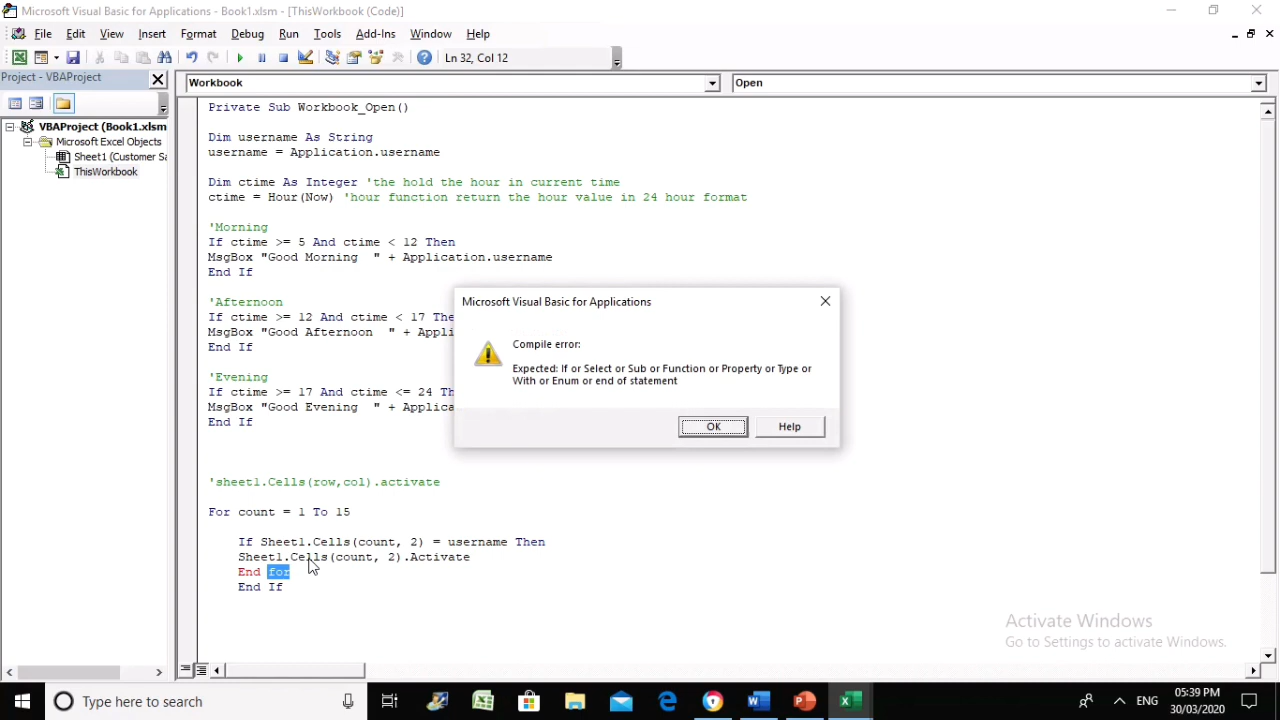 Microsoft Visual Basic for Applications - Book1.xlsm - [ThisWorkbook (Code)]
File Edit View Insert Format Debug Run Tools Add-Ins Window Help
Ln 32, Col 12
Project - VBAProject
Workbook
Open
VBAProject (Book1.xlsm
Microsoft Excel Objects
Sheet1 (Customer Sa
ThisWorkbook
Private Sub Workbook_Open()
Dim username As String
username = Application.username
Dim ctime As Integer 'the hold the hour in current time
ctime = Hour(Now) 'hour function return the hour value in 24 hour format
'Morning
If ctime >= 5 And ctime < 12 Then
MsgBox "Good Morning  " + Application.username
End If
'Afternoon
If ctime >= 12 And ctime < 17 The
MsgBox "Good Afternoon  " + Appli
End If
'Evening
If ctime >= 17 And ctime <= 24 Th
MsgBox "Good Evening  " + Applica
End If
Microsoft Visual Basic for Applications
Compile error:
Expected: If or Select or Sub or Function or Property or Type or
With or Enum or end of statement
OK
Help
'sheet1.Cells(row,col).activate
For count = 1 To 15
If Sheet1.Cells(count, 2) = username Then
Sheet1.Cells(count, 2).Activate
End for
End If
Activate Windows
Go to Settings to activate Windows.
Type here to search
ENG
05:39 PM
30/03/2020